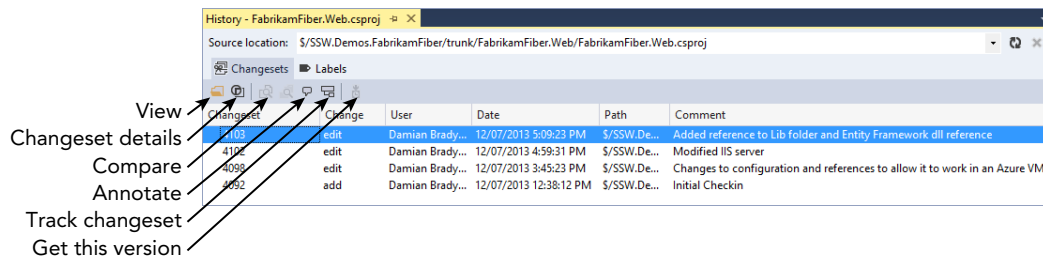 History - FabrikamFiber.Web.csproj
Source location: $/SSW.Demos.FabrikamFiber/trunk/FabrikamFiber.Web/FabrikamFiber.Web.csproj
Changesets Labels
View
Changeset details
Compare
Annotate
Track changeset
Get this version
Changeset Change User Date Path Comment
4103 edit Damian Brady... 12/07/2013 5:09:23 PM $/SSW.De... Added reference to Lib folder and Entity Framework dll reference
4102 edit Damian Brady... 12/07/2013 4:59:31 PM $/SSW.De... Modified IIS server
4098 edit Damian Brady... 12/07/2013 3:45:23 PM $/SSW.De... Changes to configuration and references to allow it to work in an Azure VM
4092 add Damian Brady... 12/07/2013 12:38:12 PM $/SSW.De... Initial Checkin